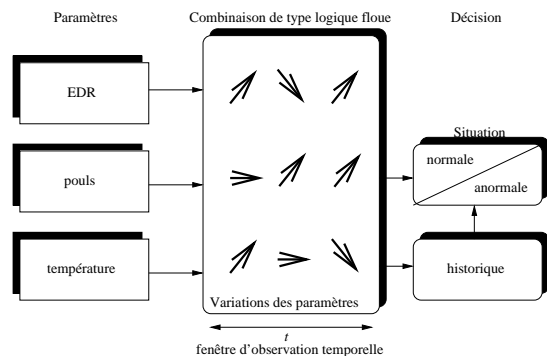 Paramètres
Combinaison de type logique floue
Décision
EDR
pouls
température
Variations des paramètres
Situation
normale
anormale
historique
t
fenêtre d'observation temporelle